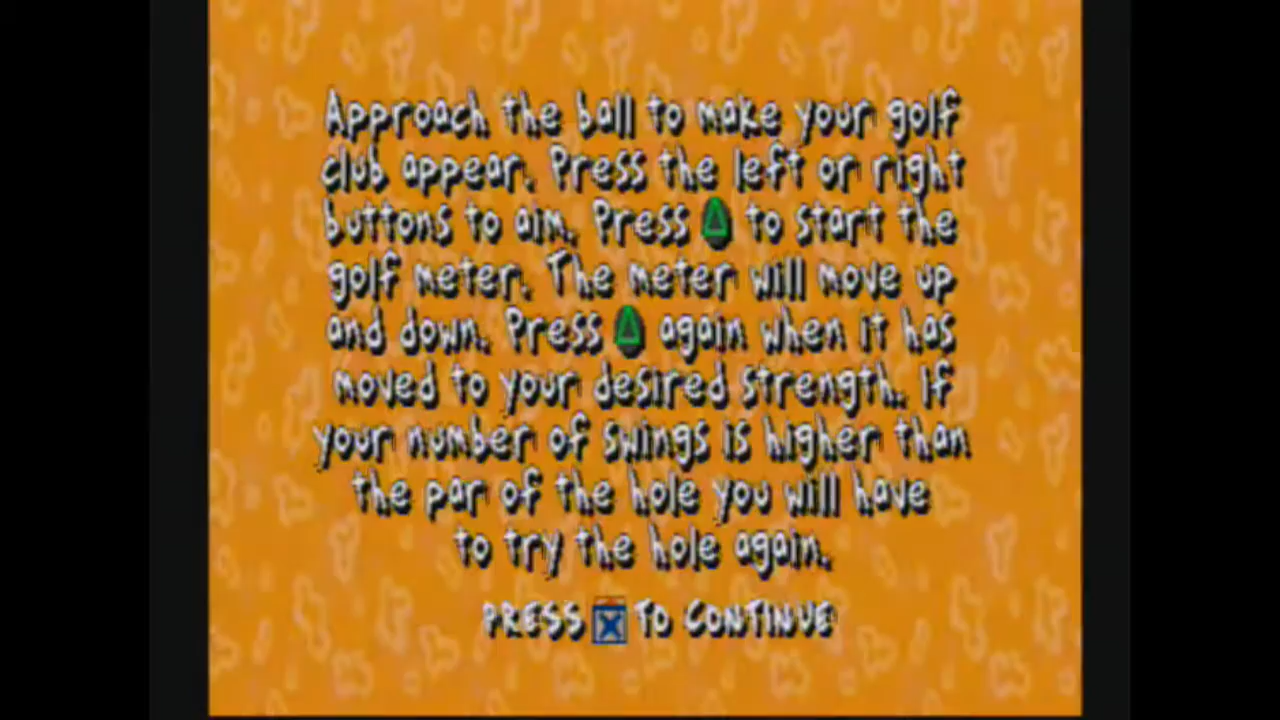 Approach the ball to make your golf
club appear. Press the left or right
buttons to aim. Press △ to start the
golf meter. The meter will move up
and down. Press △ again when it has
moved to your desired strength. If
your number of swings is higher than
the par of the hole you will have
to try the hole again.
PRESS X TO CONTINUE